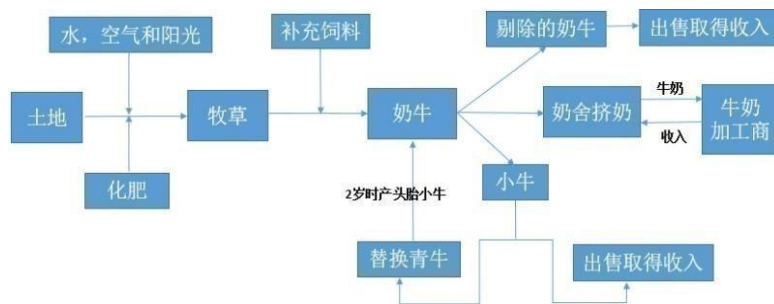 水，空气和阳光
补充饲料
剔除的奶牛
出售取得收入
土地
牧草
奶牛
奶舍挤奶
牛奶
收入
牛奶
加工商
化肥
2岁时产头胎小牛
小牛
替换青牛
出售取得收入